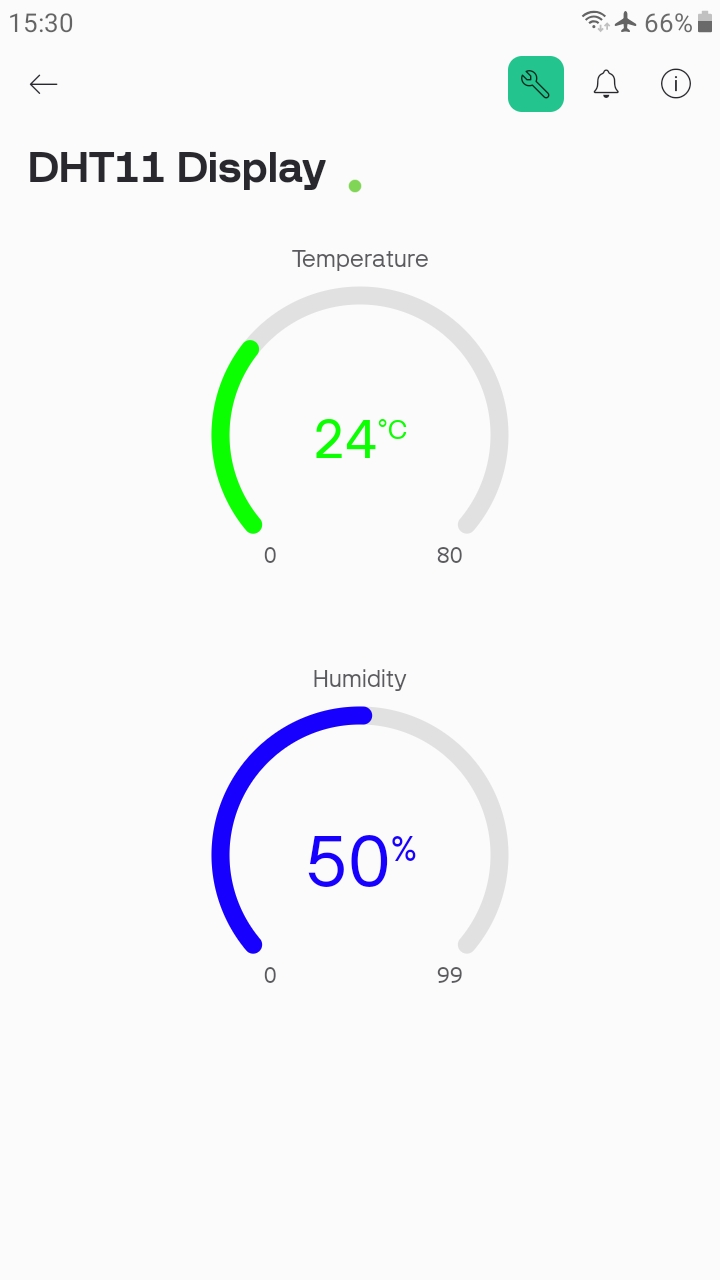 15:30 66%
DHT11 Display
Temperature
24°C
0 80
Humidity
50%
0 99